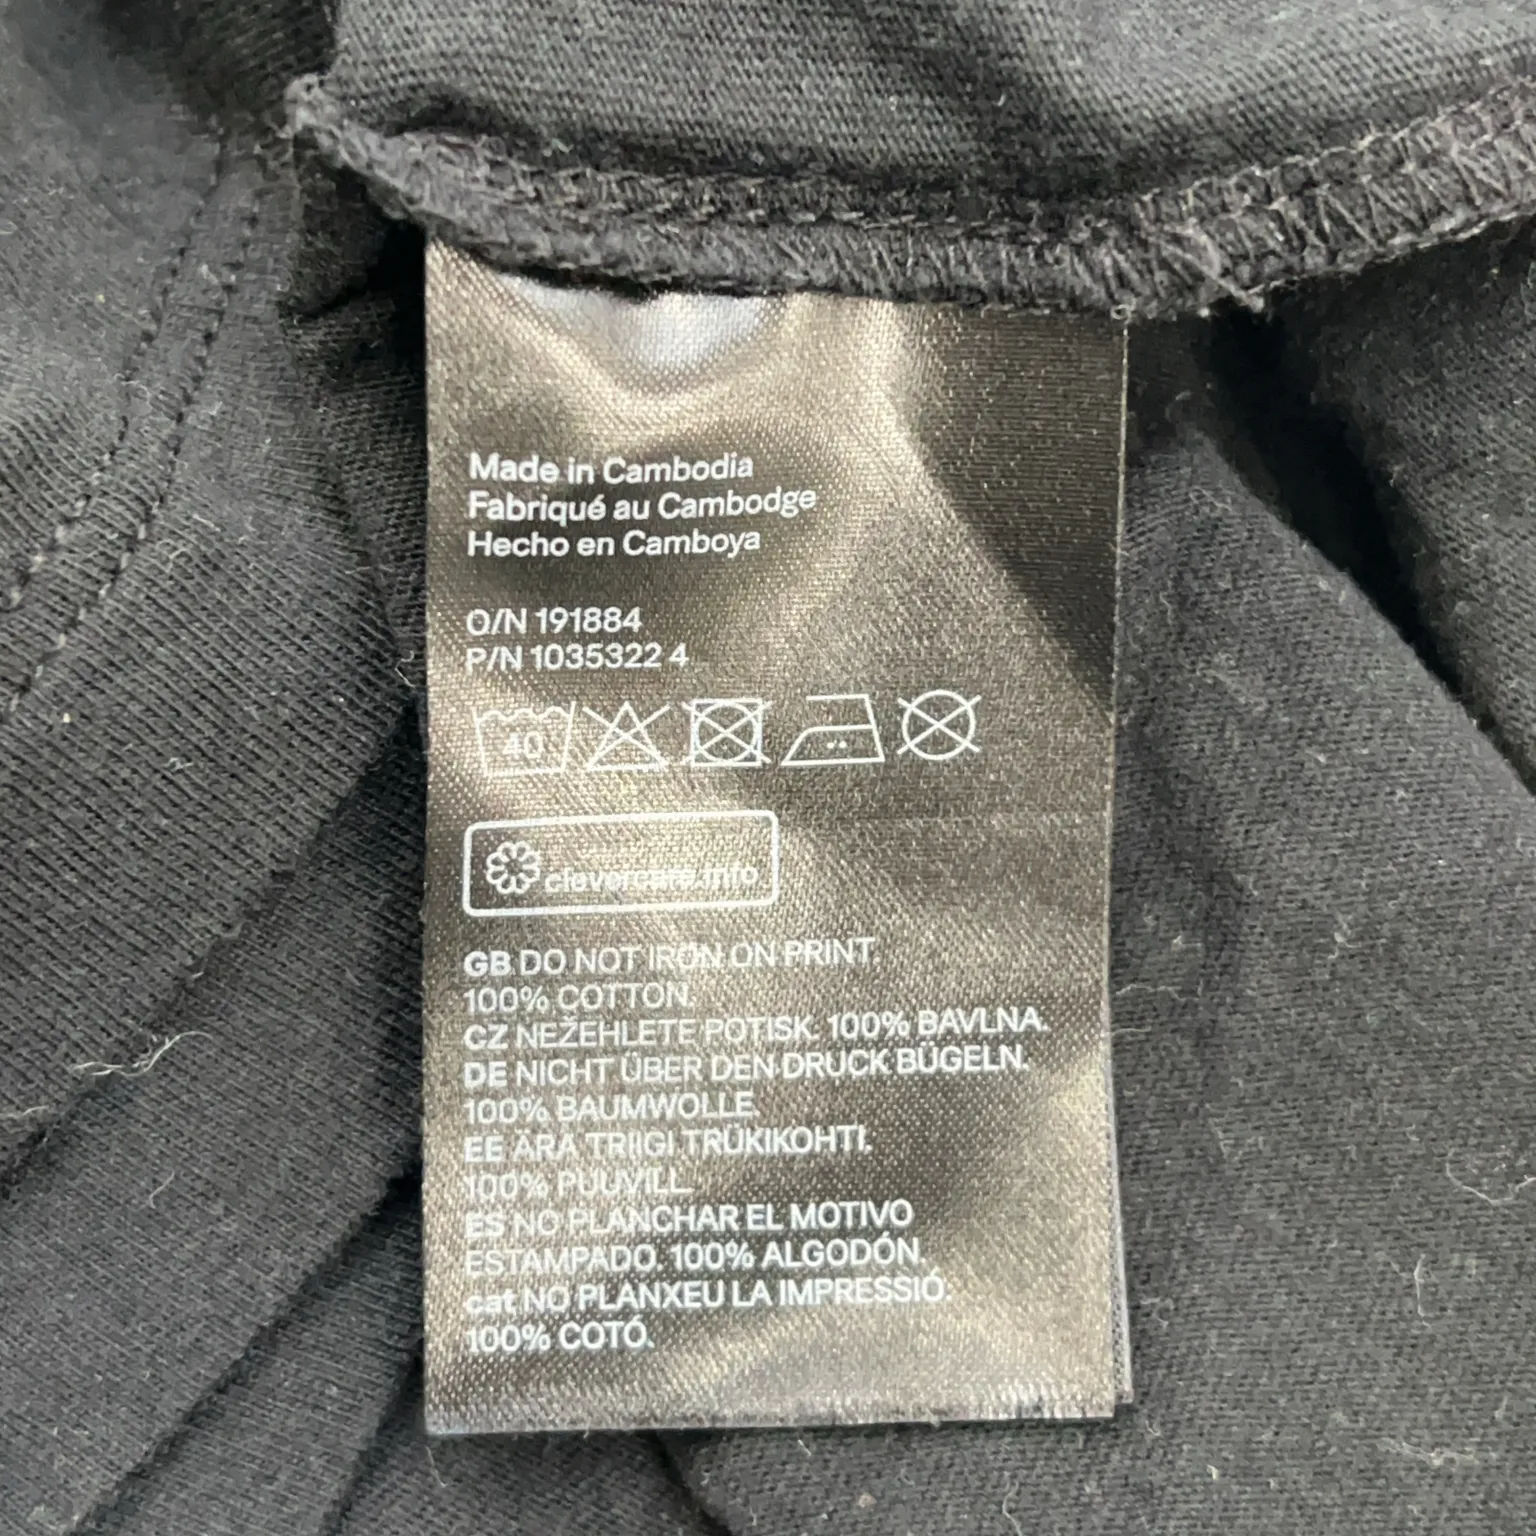 Made in Cambodia
Fabriqué au Cambodge
Hecho en Camboya
O/N 191884
P/N 1035322 4
40
clevercare.info
GB DO NOT IRON ON PRINT.
100% COTTON.
CZ NEŽEHLETE POTISK. 100% BAVLNA.
DE NICHT ÜBER DEN DRUCK BÜGELN.
100% BAUMWOLLE.
EE ÄRA TRIIGI TRÜKIKOHTI.
100% PUUVILL.
ES NO PLANCHAR EL MOTIVO
ESTAMPADO. 100% ALGODÓN.
cat NO PLANXEU LA IMPRESSIÓ.
100% COTÓ.